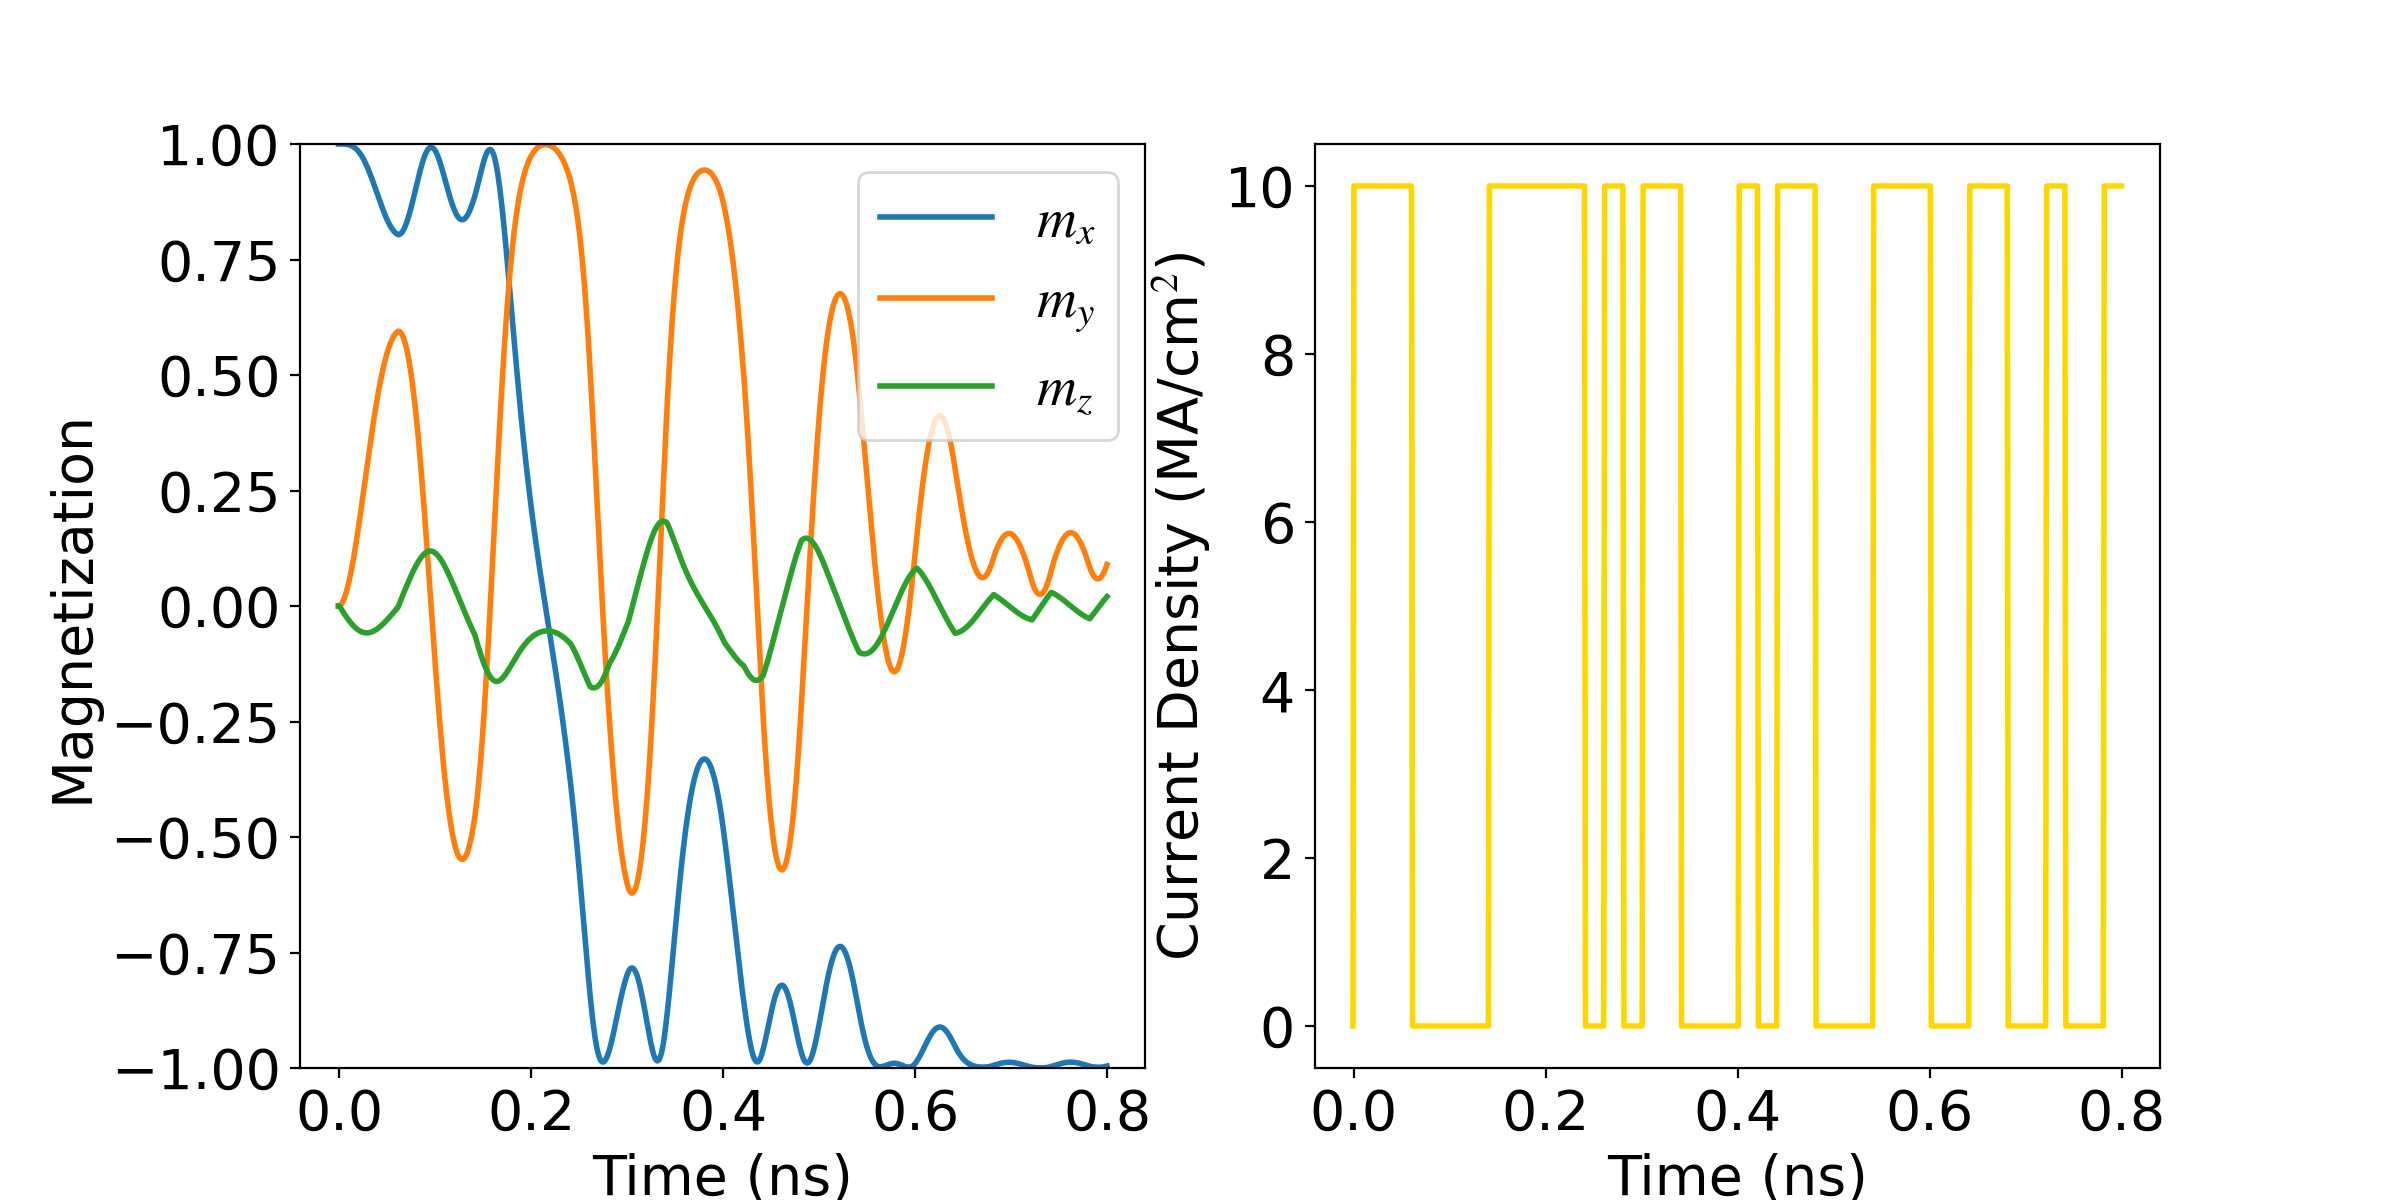 Magnetization
1.00
0.75
0.50
0.25
0.00
−0.25
−0.50
−0.75
−1.00
0.0 0.2 0.4 0.6 0.8
Time (ns)
m_x
m_y
m_z
Current Density (MA/cm²)
10
8
6
4
2
0
0.0 0.2 0.4 0.6 0.8
Time (ns)